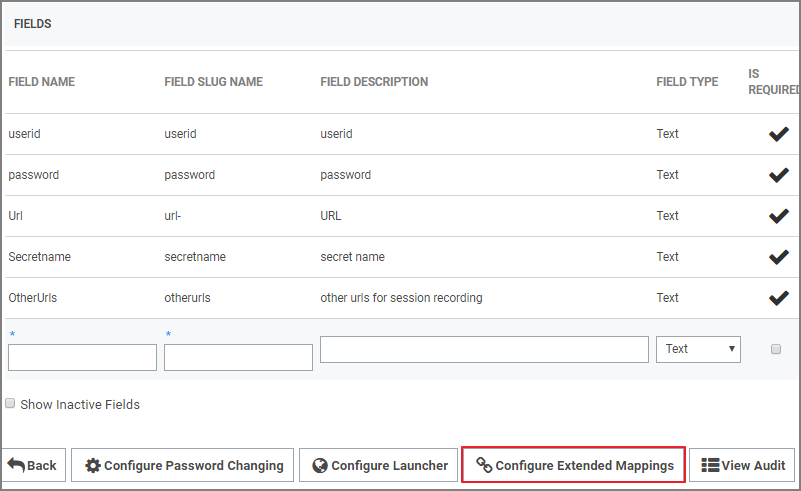 FIELDS
FIELD NAME FIELD SLUG NAME FIELD DESCRIPTION FIELD TYPE IS REQUIRED
userid userid userid Text
password password password Text
Url url- URL Text
Secretname secretname secret name Text
OtherUrls otherurls other urls for session recording Text
* *
Text
Show Inactive Fields
Back Configure Password Changing Configure Launcher Configure Extended Mappings View Audit